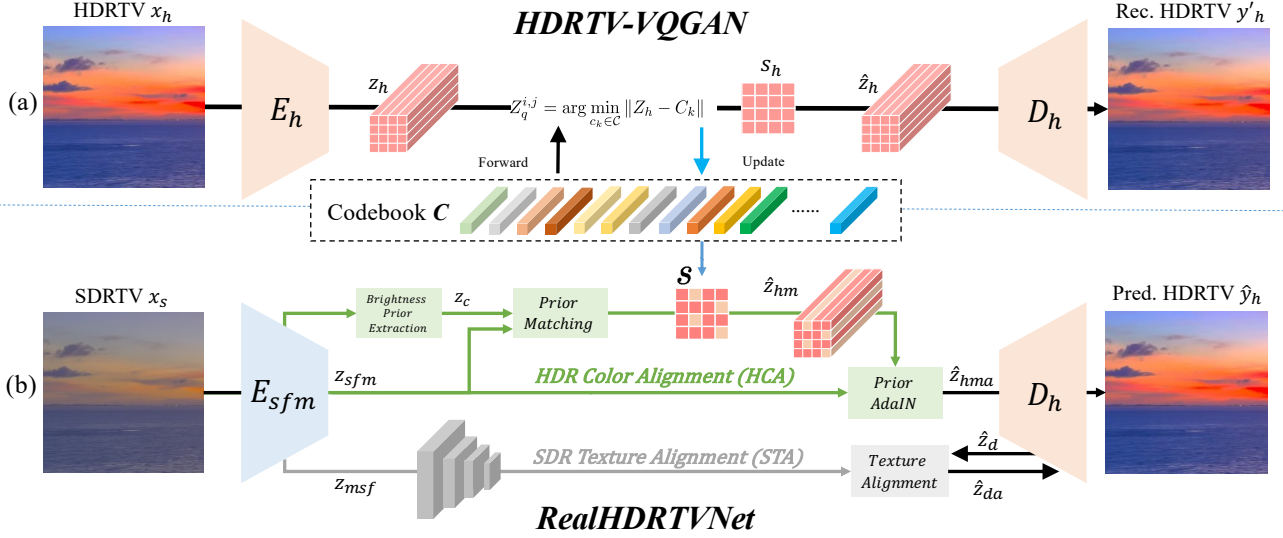 HDRTV x_h
HDRTV-VQGAN
Rec. HDRTV y'_h
(a)
E_h
z_h
Z_q^{i,j} = arg min_{c_k∈C} ‖Z_h − C_k‖
s_h
ẑ_h
D_h
Forward
Update
Codebook C
......
SDRTV x_s
S
Pred. HDRTV ŷ_h
Brightness
Prior
Extraction
z_c
Prior
Matching
ẑ_hm
(b)
E_sfm
z_sfm
HDR Color Alignment (HCA)
Prior
AdaIN
ẑ_hma
D_h
z_msf
SDR Texture Alignment (STA)
Texture
Alignment
ẑ_d
ẑ_da
RealHDRTVNet